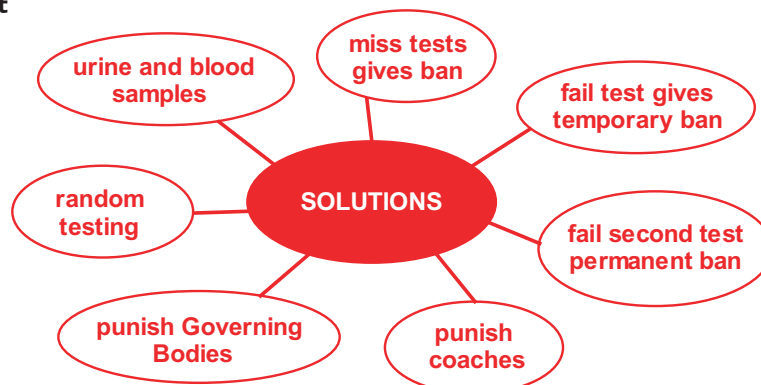 t
miss tests
gives ban
urine and blood
samples
fail test gives
temporary ban
random
testing
SOLUTIONS
fail second test
permanent ban
punish Governing
Bodies
punish
coaches